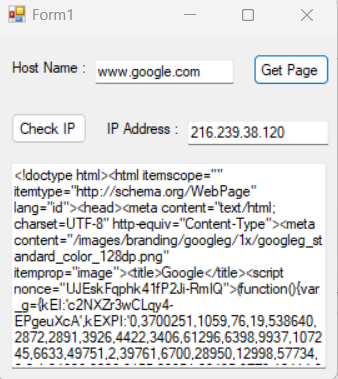 Form1
Host Name : www.google.com Get Page
Check IP IP Address : 216.239.38.120
<!doctype html><html itemscope=""
itemtype="http://schema.org/WebPage"
lang="id"><head><meta content="text/html;
charset=UTF-8" http-equiv="Content-Type"><meta
content="/images/branding/googleg/1x/googleg_st
andard_color_128dp.png"
itemprop="image"><title>Google</title><script
nonce="UJEskFqphk41fP2Ji-RmIQ">(function(){var
_g={kEI:'c2NXZr3wCLqy4-
EPgeuXcA',kEXPI:'0,3700251,1059,76,19,538640,
2872,2891,3926,4422,3406,61296,6398,9937,107
245,6633,49751,2,39761,6700,28950,12998,57734,